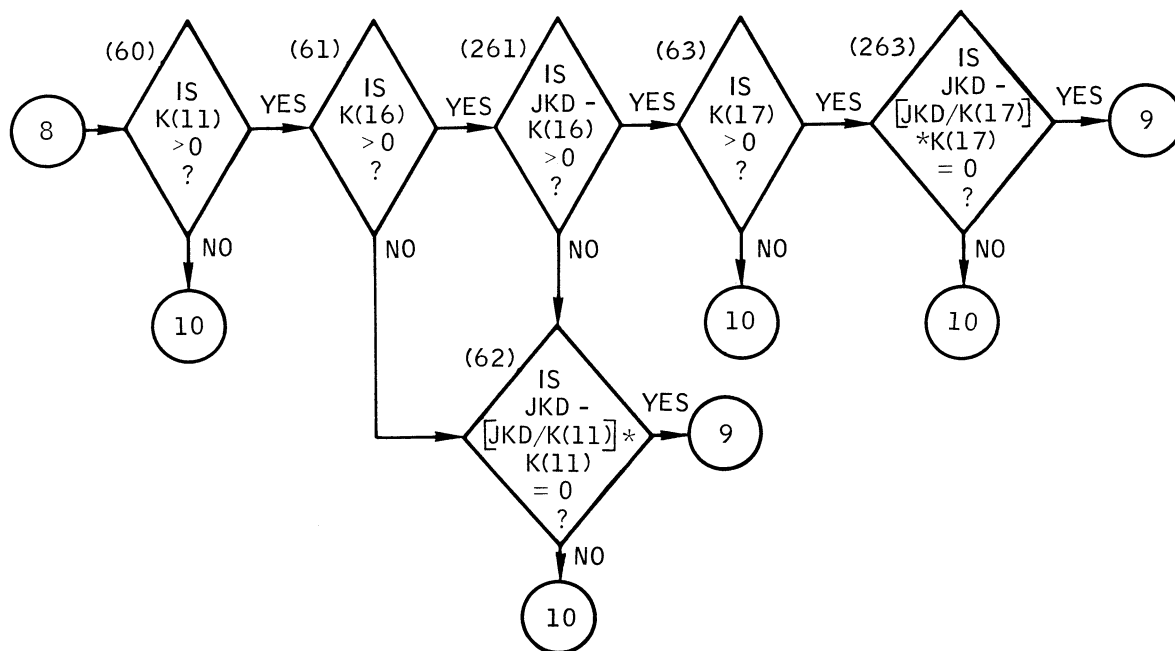 (60)
IS
K(11)
>0
?
YES
NO
8
10
(61)
IS
K(16)
>0
?
YES
NO
(261)
IS
JKD -
K(16)
>0
?
YES
NO
(63)
IS
K(17)
>0
?
YES
NO
10
(263)
IS
JKD -
[JKD/K(17)]
*K(17)
= 0
?
YES
9
NO
10
(62)
IS
JKD -
[JKD/K(11)]*
K(11)
= 0
?
YES
9
NO
10